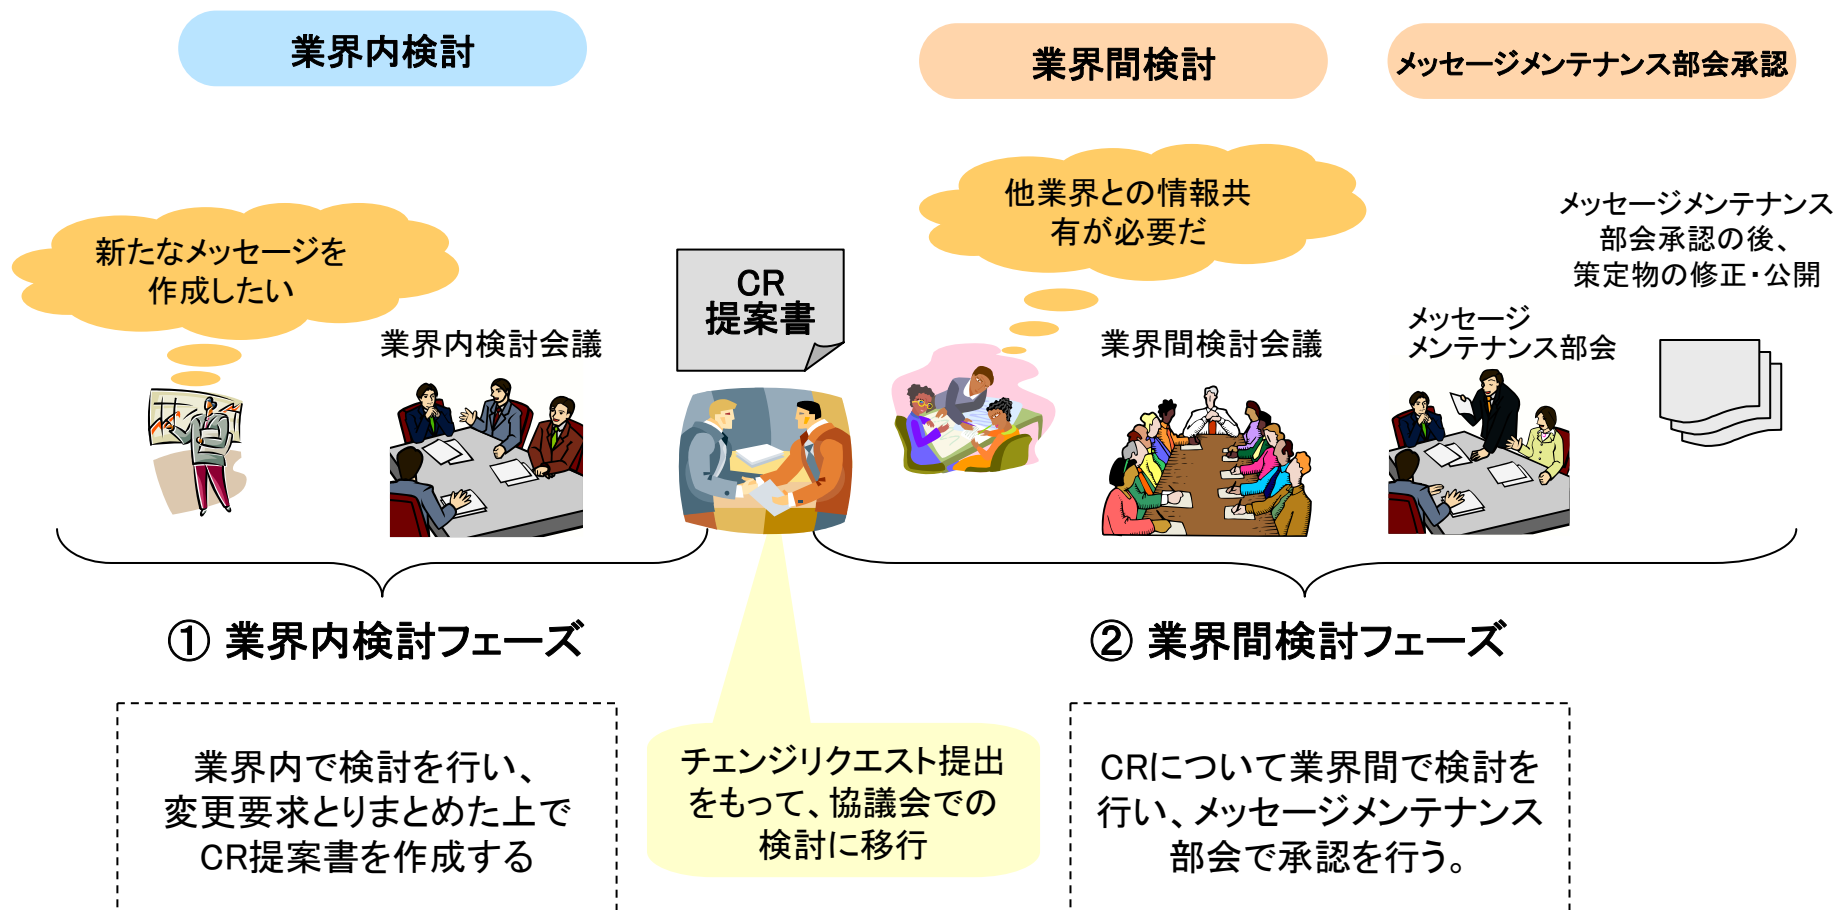 業界内検討
業界間検討
メッセージメンテナンス部会承認
新たなメッセージを
作成したい
業界内検討会議
CR
提案書
他業界との情報共
有が必要だ
業界間検討会議
メッセージ
メンテナンス部会
メッセージメンテナンス
部会承認の後、
策定物の修正・公開
① 業界内検討フェーズ
② 業界間検討フェーズ
業界内で検討を行い、
変更要求とりまとめた上で
CR提案書を作成する
チェンジリクエスト提出
をもって、協議会での
検討に移行
CRについて業界間で検討を
行い、メッセージメンテナンス
部会で承認を行う。